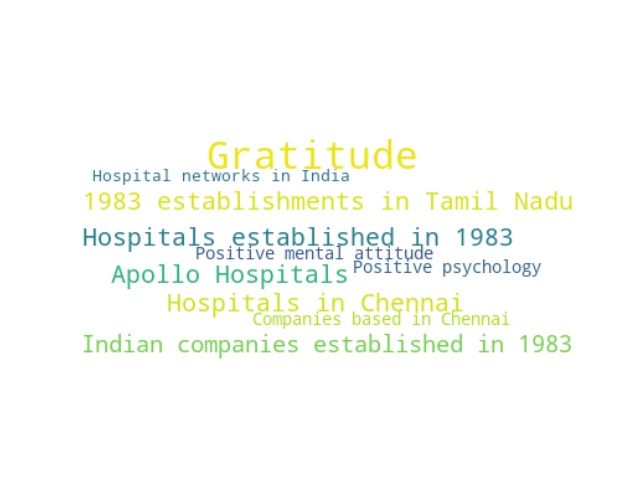 Gratitude
Hospital networks in India
1983 establishments in Tamil Nadu
Hospitals established in 1983
Positive mental attitude
Positive psychology
Apollo Hospitals
Hospitals in Chennai
Companies based in Chennai
Indian companies established in 1983